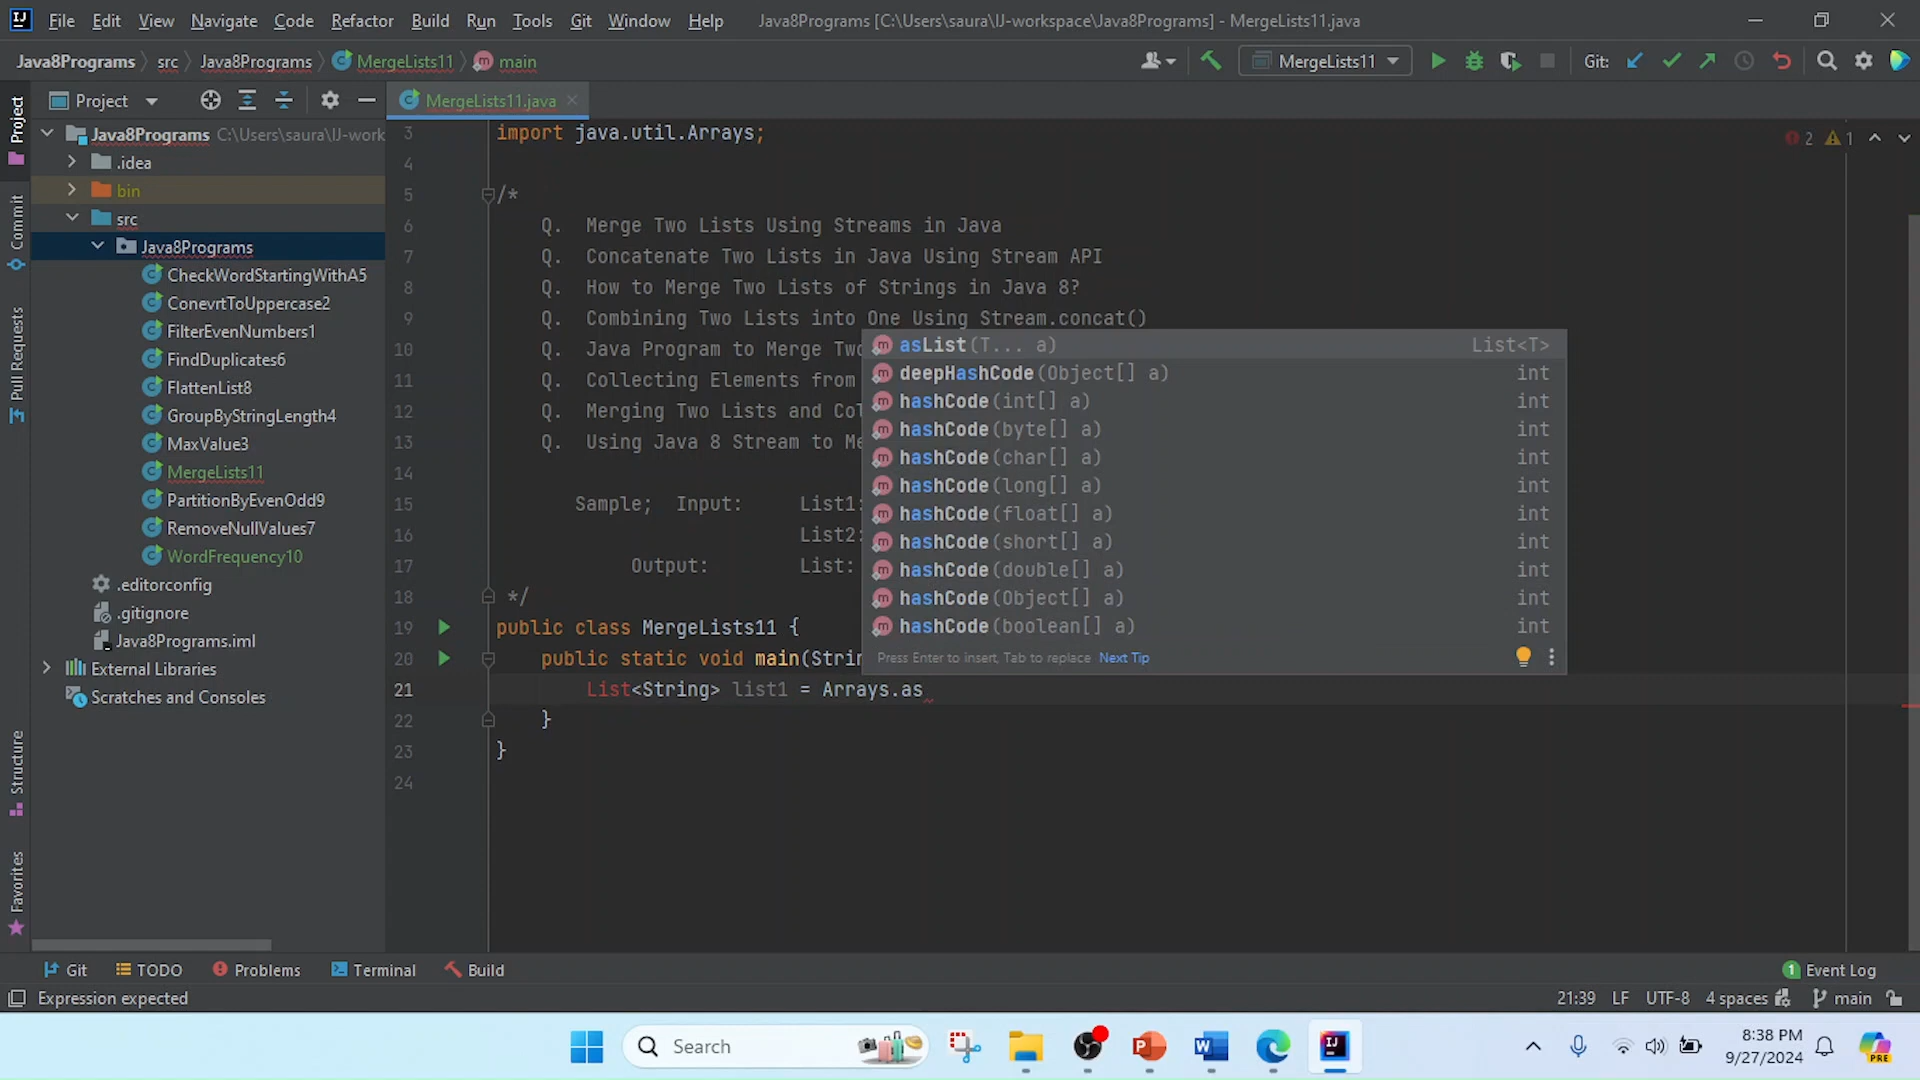 IJ File Edit View Navigate Code Refactor Build Run Tools Git Window Help Java8Programs [C:\Users\saura\IJ-workspace\Java8Programs] - MergeLists11.java
Java8Programs src Java8Programs MergeLists11 main MergeLists11 Git:
Project MergeLists11.java
Java8Programs C:\Users\saura\IJ-work
.idea
bin
src
Java8Programs
CheckWordStartingWithA5
ConevrtToUppercase2
FilterEvenNumbers1
FindDuplicates6
FlattenList8
GroupByStringLength4
MaxValue3
MergeLists11
PartitionByEvenOdd9
RemoveNullValues7
WordFrequency10
.editorconfig
.gitignore
Java8Programs.iml
External Libraries
Scratches and Consoles
Project
Commit
Pull Requests
Structure
Favorites
3 import java.util.Arrays;
2 1
4
5 /*
6 Q. Merge Two Lists Using Streams in Java
7 Q. Concatenate Two Lists in Java Using Stream API
8 Q. How to Merge Two Lists of Strings in Java 8?
9 Q. Combining Two Lists into One Using Stream.concat()
10 Q. Java Program to Merge Two
11 Q. Collecting Elements from
12 Q. Merging Two Lists and Col
13 Q. Using Java 8 Stream to Me
14
15 Sample; Input: List1:
16 List2:
17 Output: List:
18 */
19 public class MergeLists11 {
20 public static void main(Strin
21 List<String> list1 = Arrays.as
22 }
23 }
24
asList(T... a) List<T>
deepHashCode(Object[] a) int
hashCode(int[] a) int
hashCode(byte[] a) int
hashCode(char[] a) int
hashCode(long[] a) int
hashCode(float[] a) int
hashCode(short[] a) int
hashCode(double[] a) int
hashCode(Object[] a) int
hashCode(boolean[] a) int
Press Enter to insert, Tab to replace Next Tip
Git TODO Problems Terminal Build 1 Event Log
Expression expected 21:39 LF UTF-8 4 spaces main
Search
8:38 PM
9/27/2024
PRE